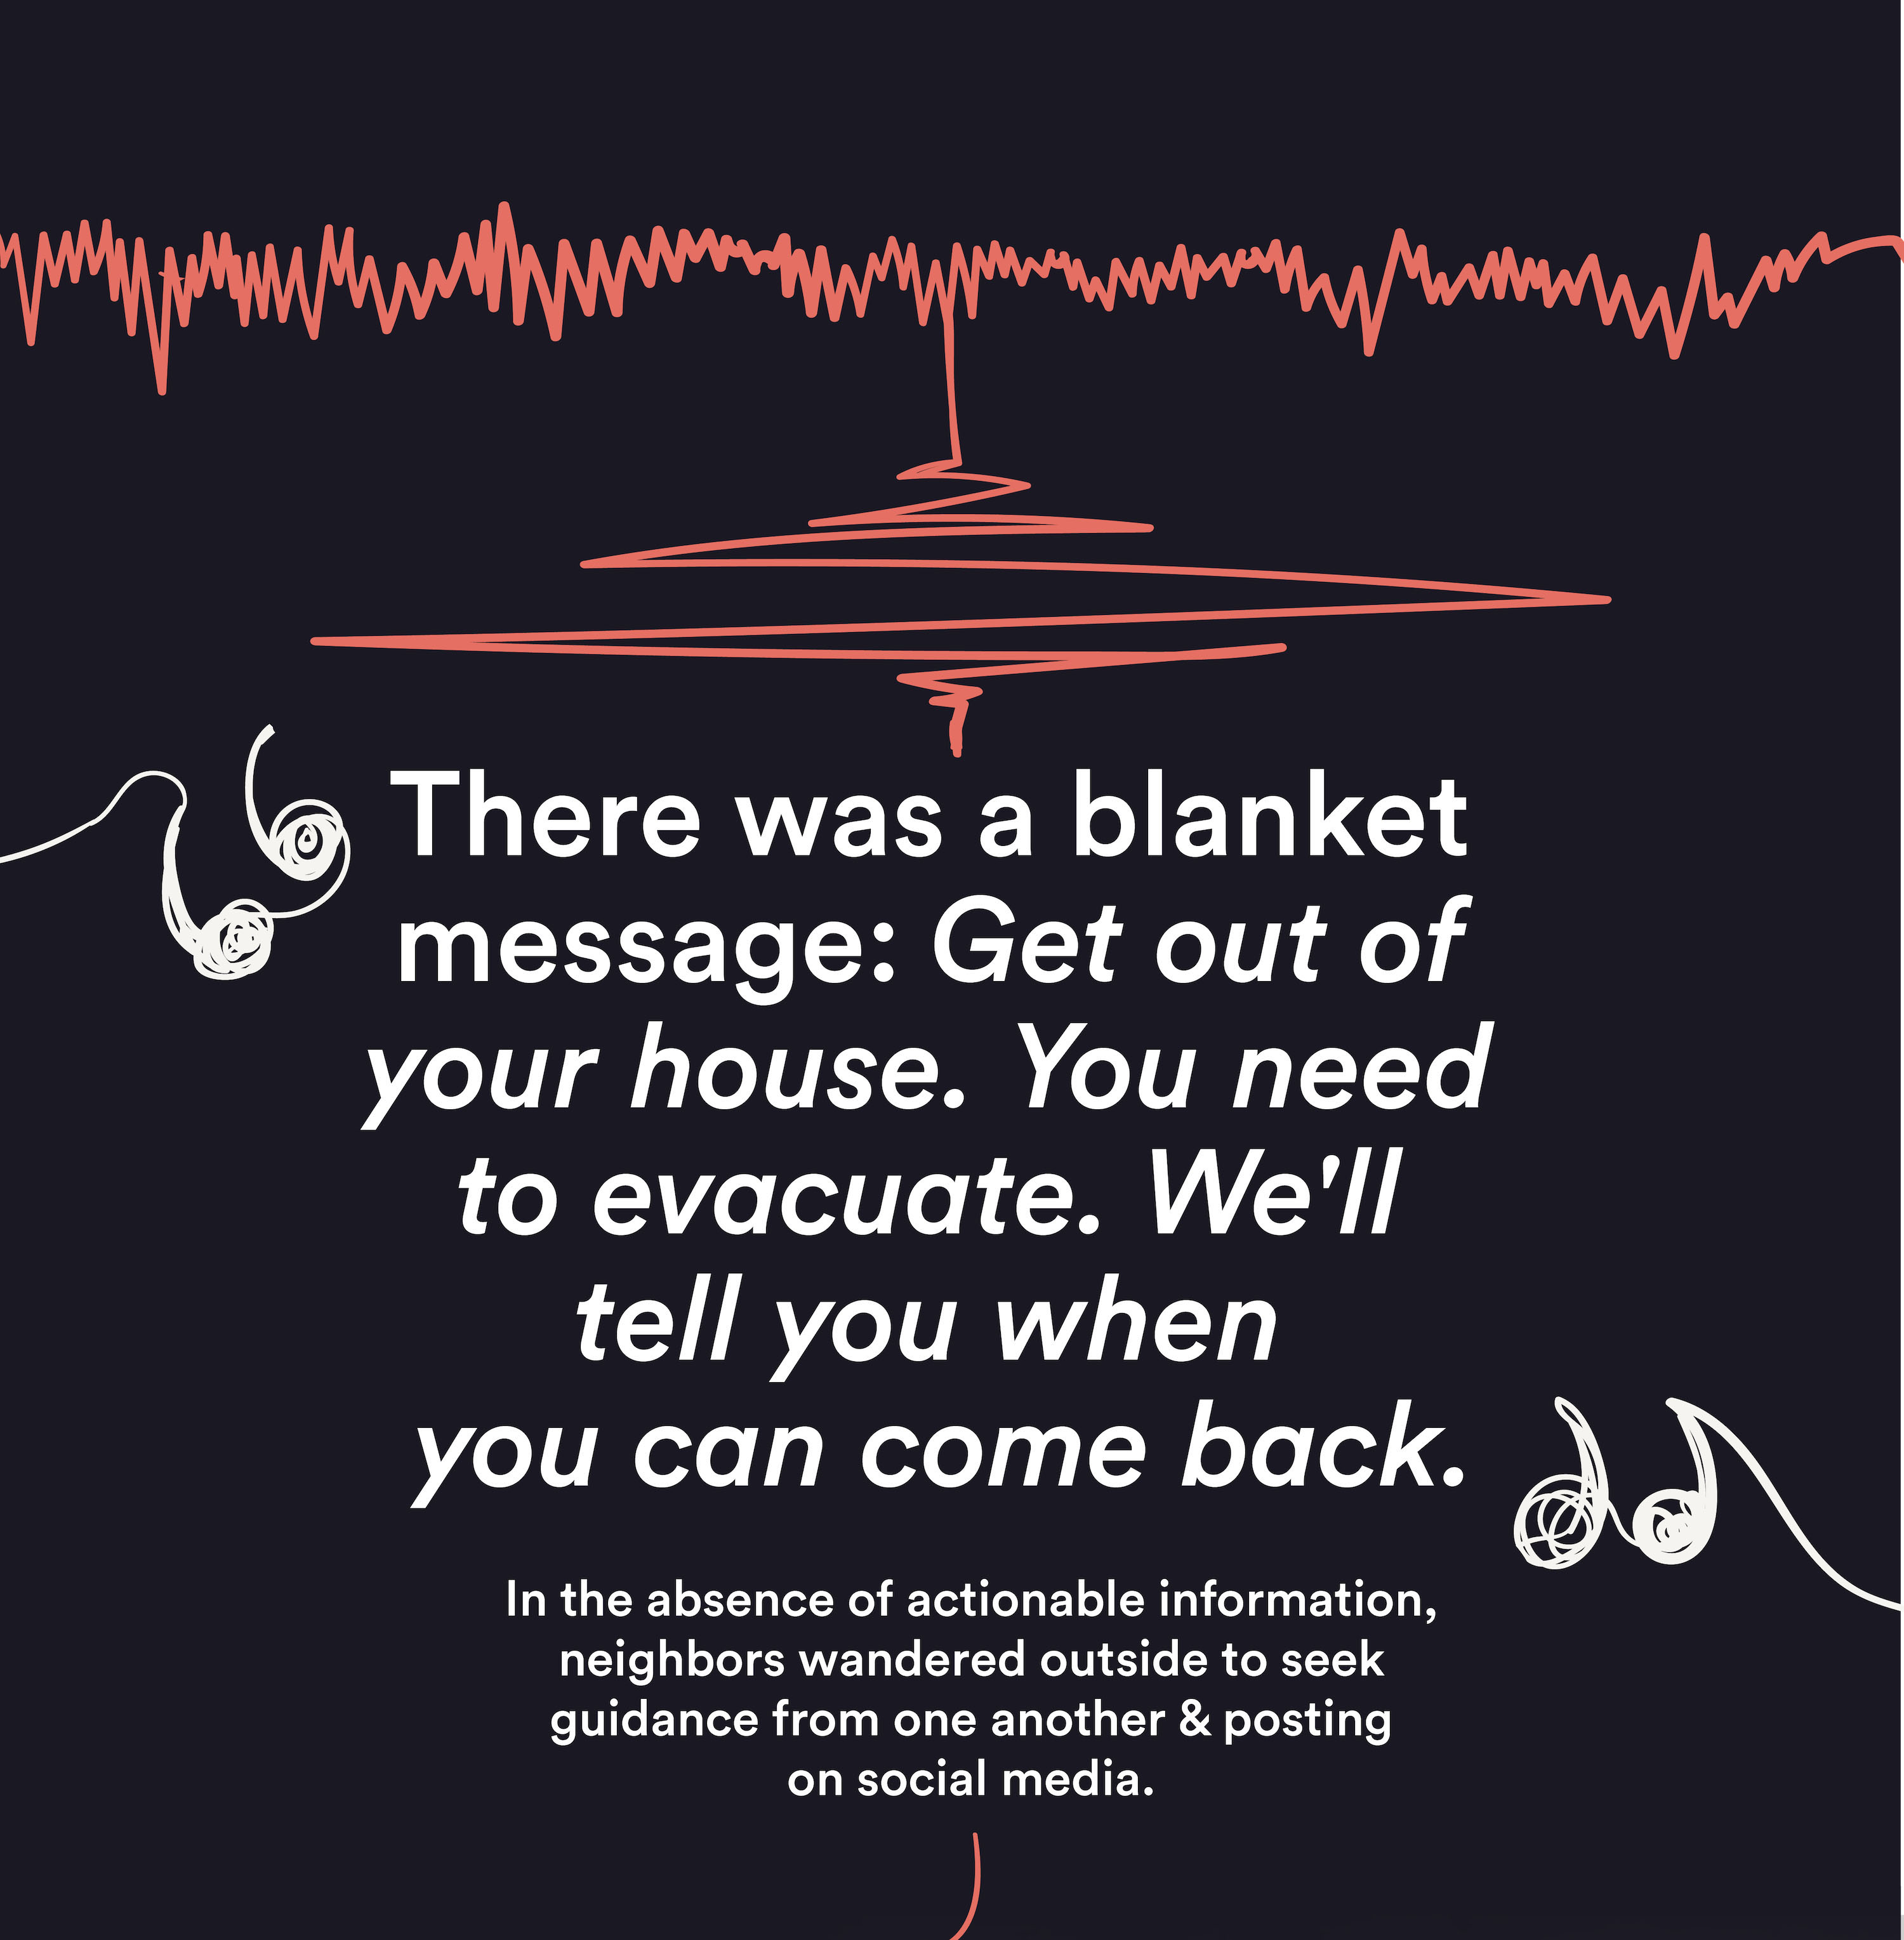 There was a blanket
message: Get out of
your house. You need
to evacuate. We'll
tell you when
you can come back.
In the absence of actionable information,
neighbors wandered outside to seek
guidance from one another & posting
on social media.